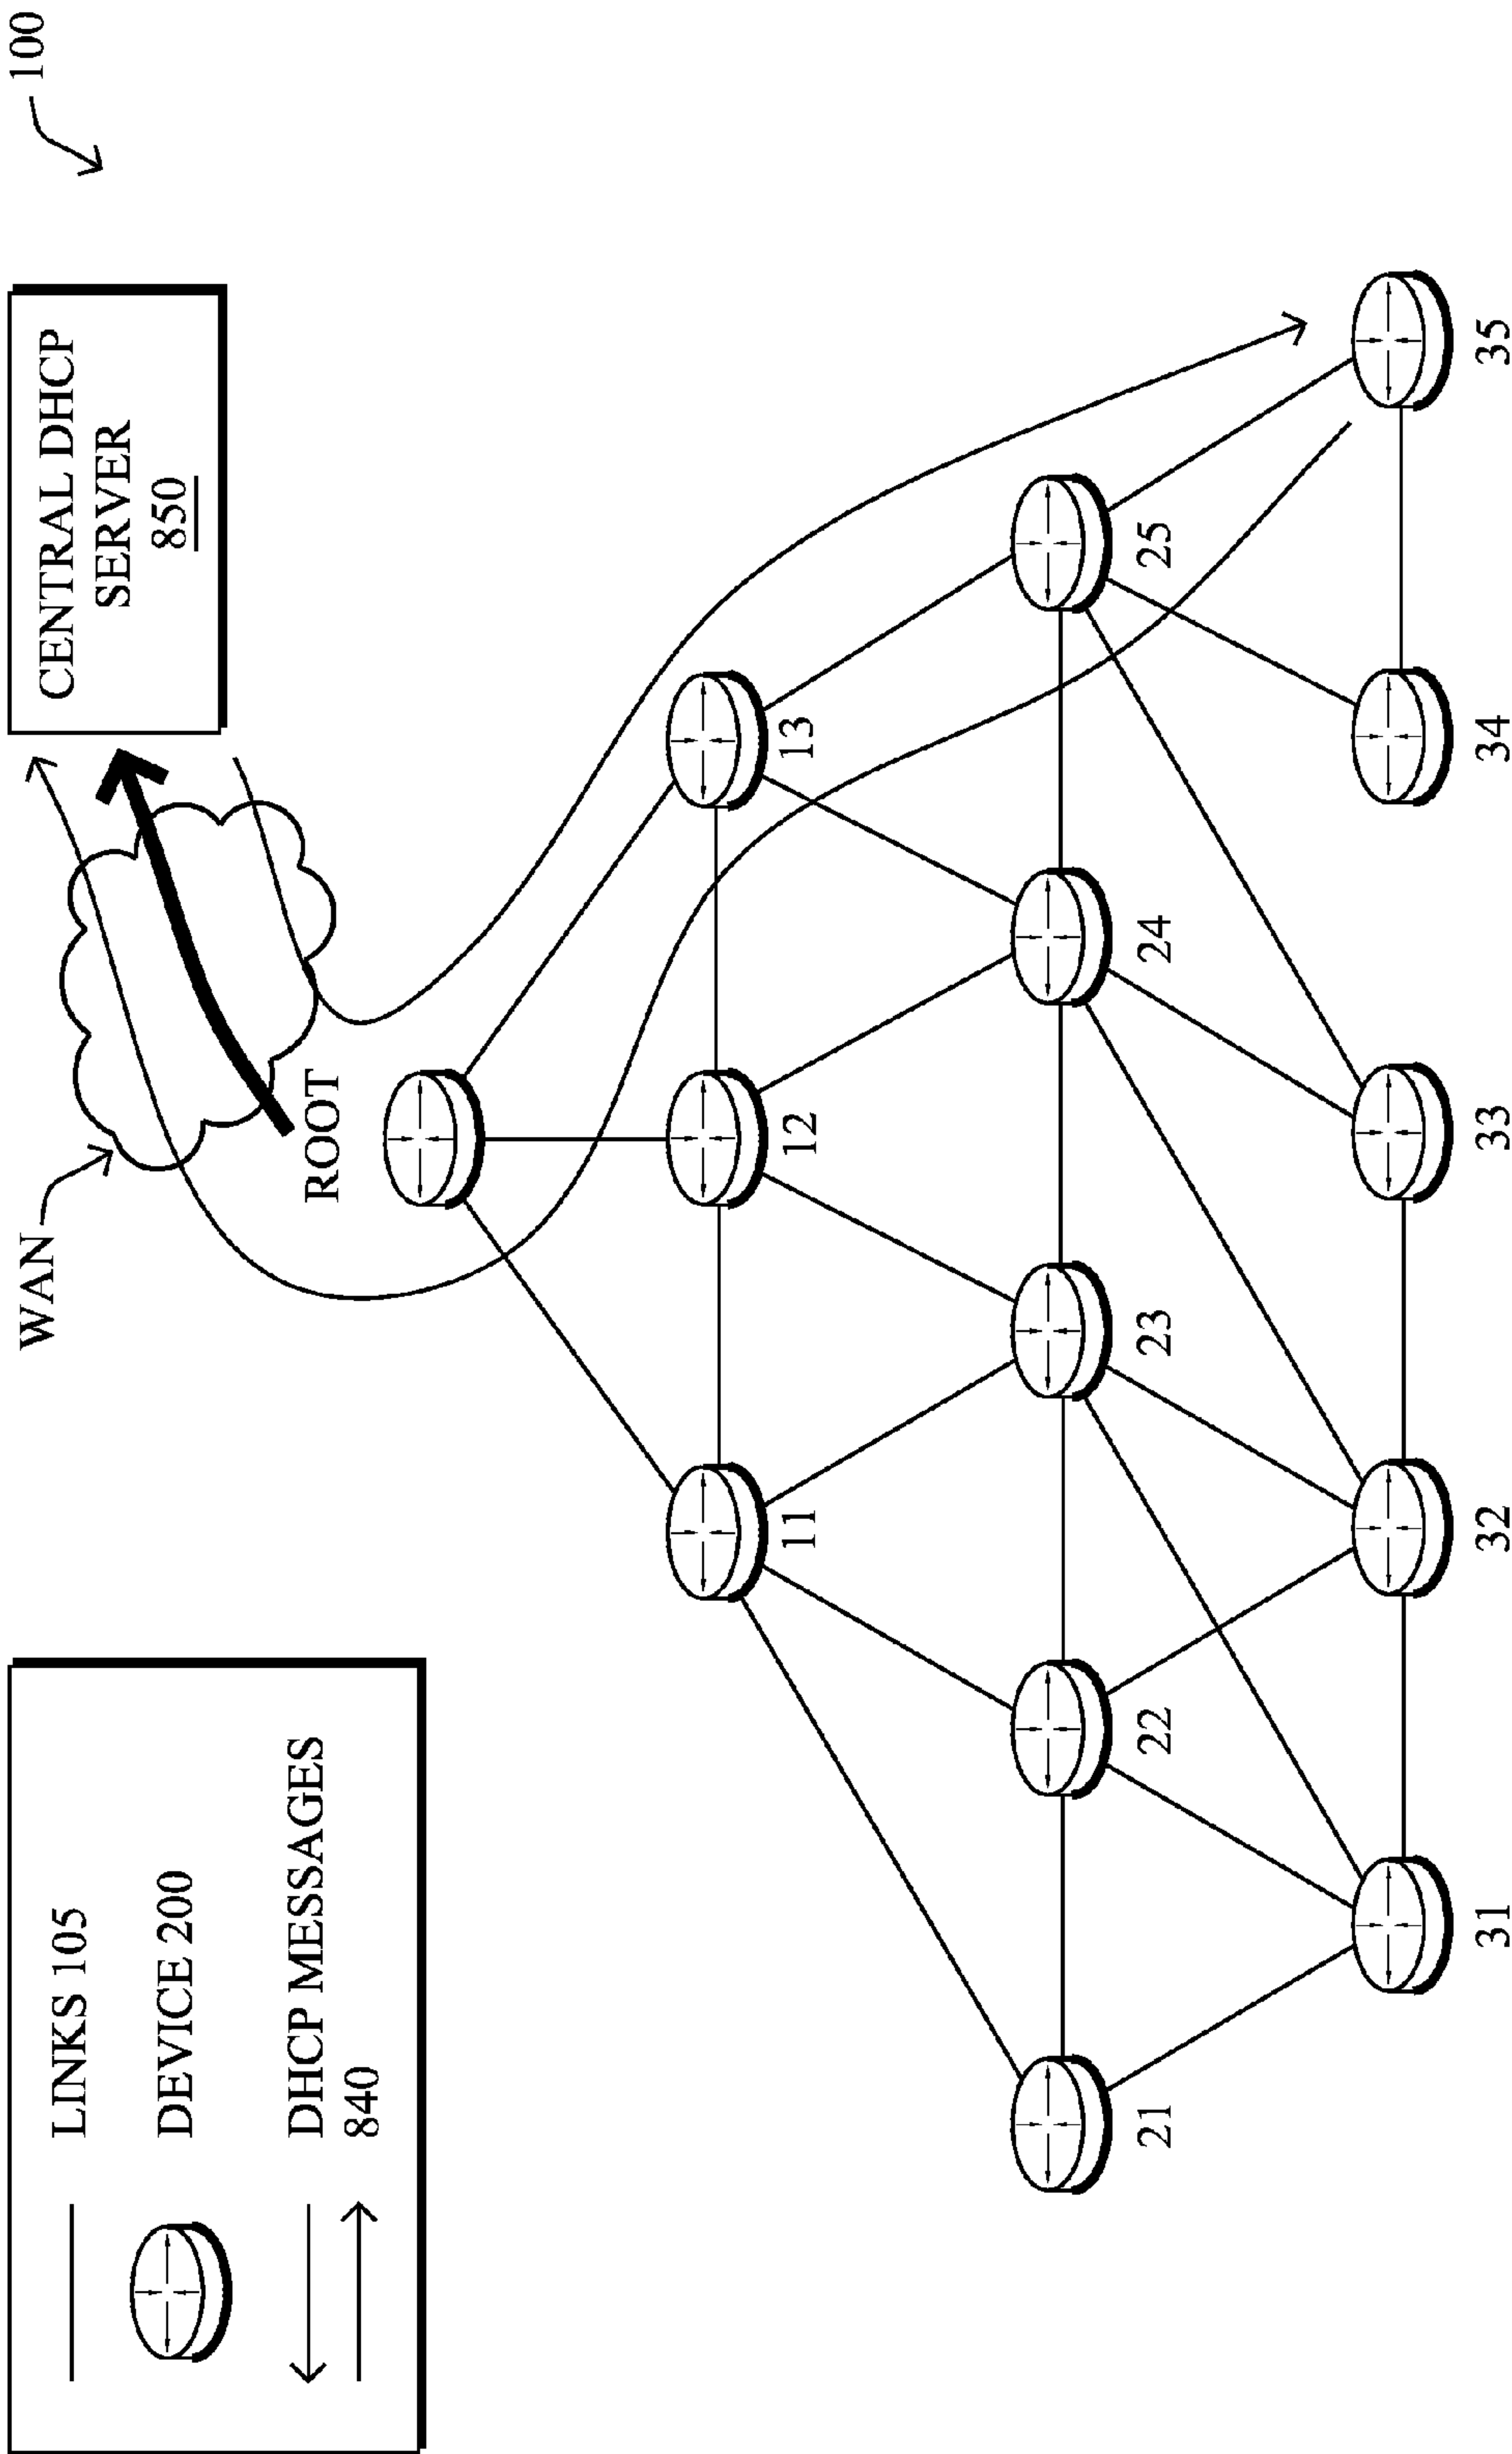 100
LINKS 105
DEVICE 200
DHCP MESSAGES
840
WAN
CENTRAL DHCP
SERVER
850
ROOT
11
12
13
21
22
23
24
25
31
32
33
34
35